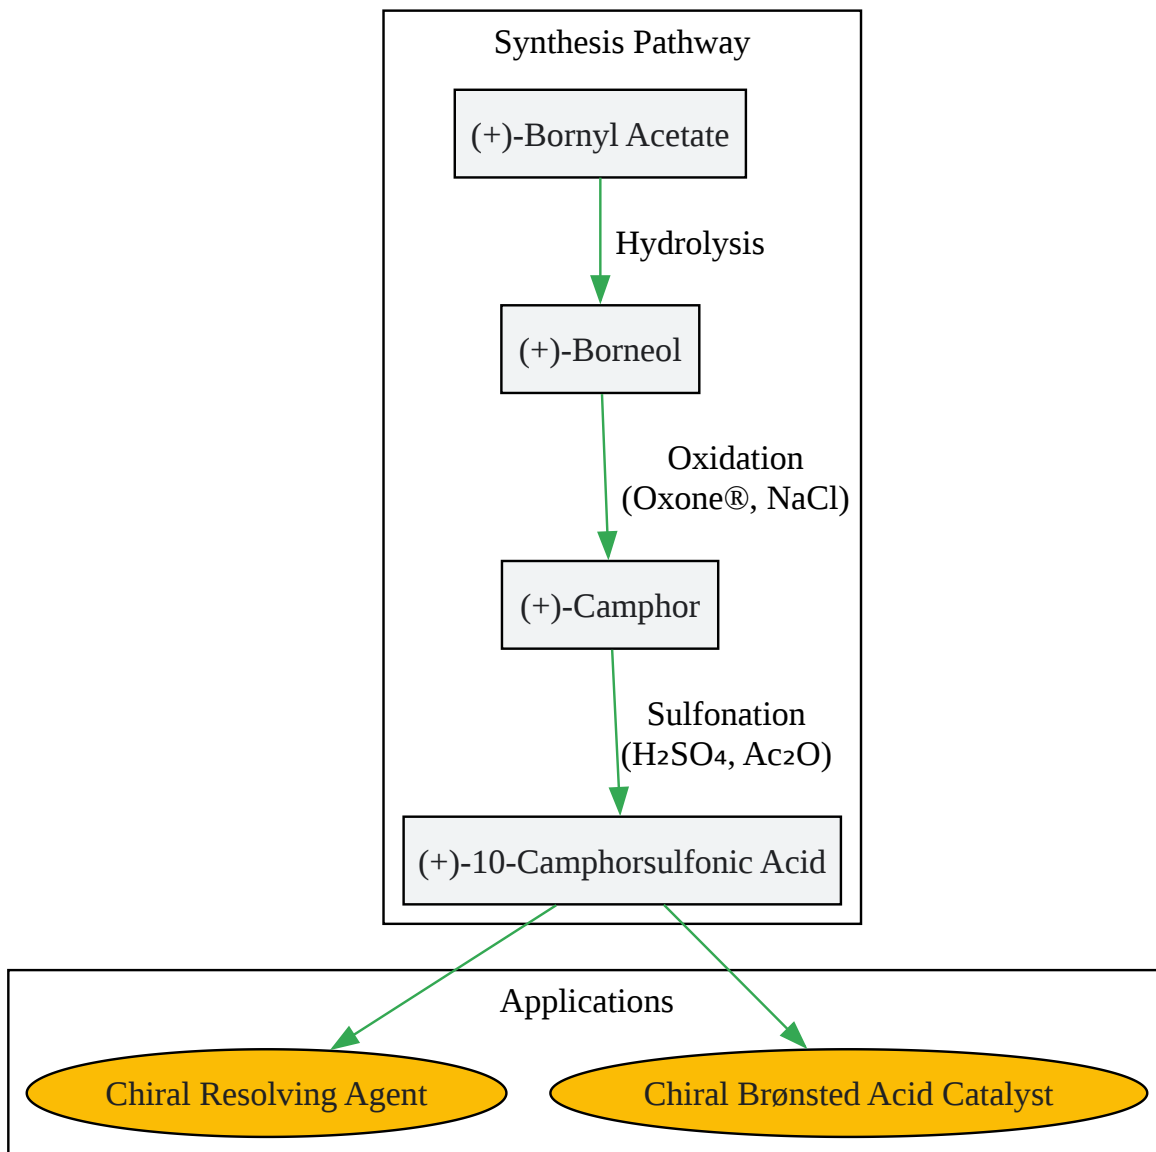 Synthesis Pathway
(+)-Bornyl Acetate
Hydrolysis
(+)-Borneol
Oxidation
(Oxone®, NaCl)
(+)-Camphor
Sulfonation
(H₂SO₄, Ac₂O)
(+)-10-Camphorsulfonic Acid
Applications
Chiral Resolving Agent
Chiral Brønsted Acid Catalyst